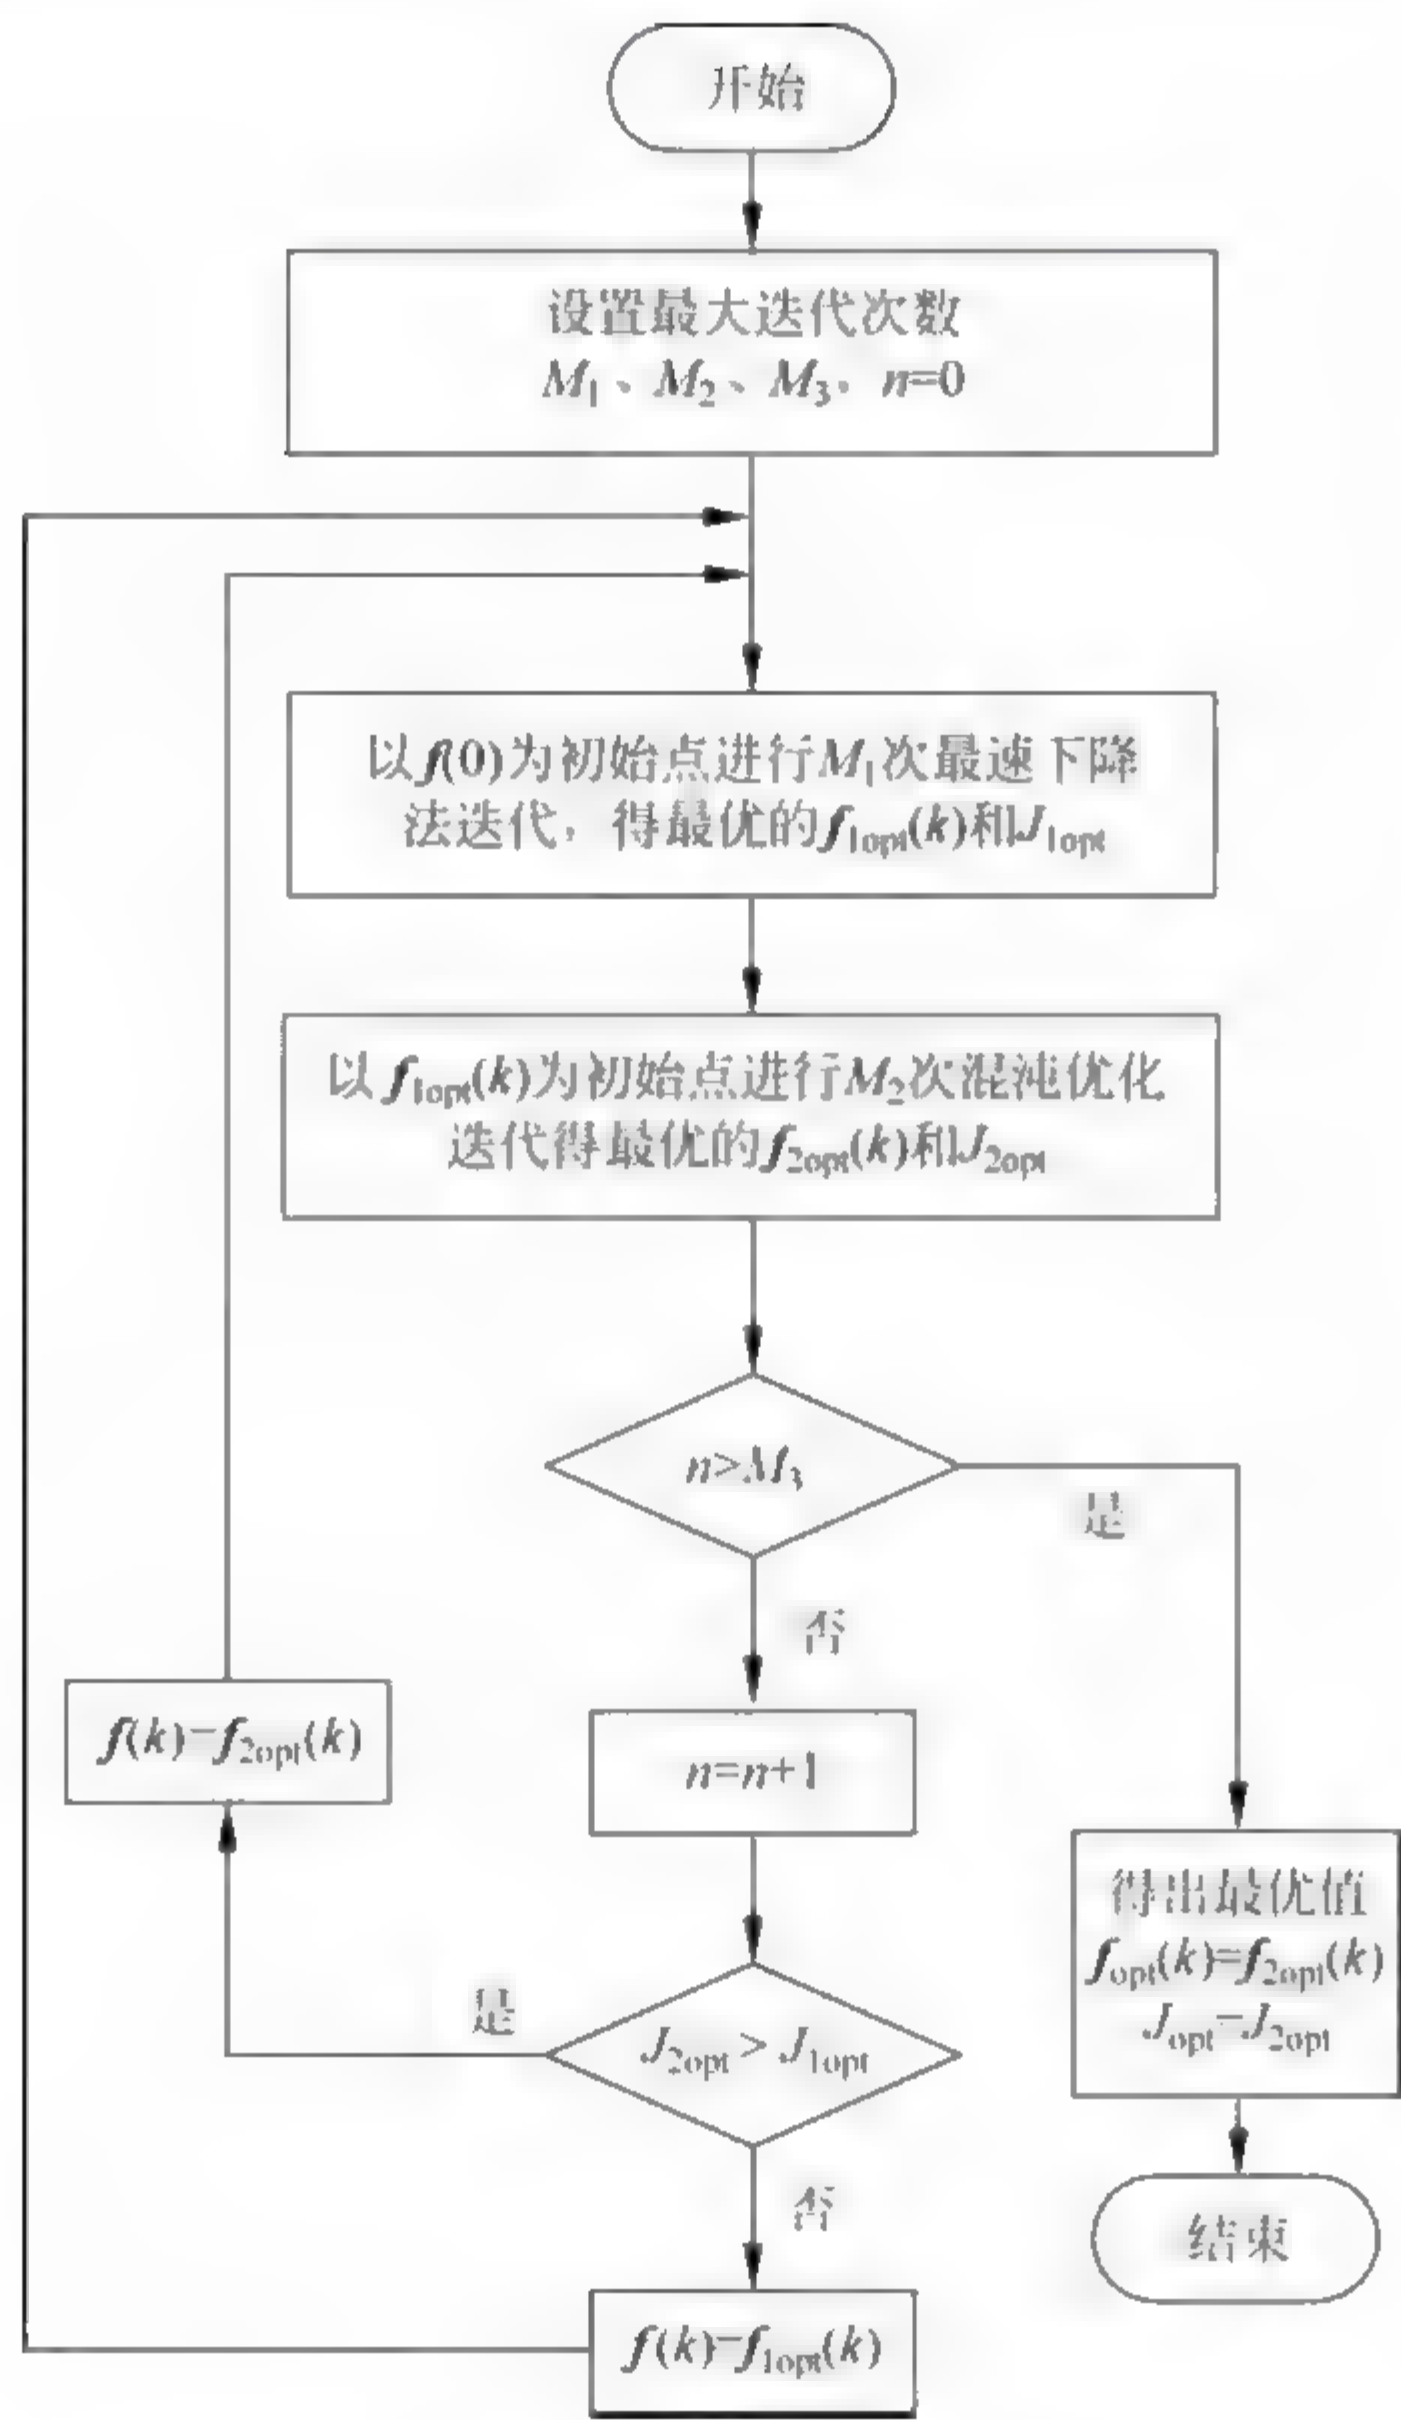 开始
设置最大迭代次数
M₁、M₂、M₃，n=0
以f(0)为初始点进行M₁次最速下降
法迭代，得最优的f₁ₒₚₜ(k)和J₁ₒₚₜ
以f₁ₒₚₜ(k)为初始点进行M₂次混沌优化
迭代得最优的f₂ₒₚₜ(k)和J₂ₒₚₜ
n>M₃
是
否
f(k)=f₂ₒₚₜ(k)
n=n+1
得出最优值
fₒₚₜ(k)=f₂ₒₚₜ(k)
Jₒₚₜ=J₂ₒₚₜ
是
J₂ₒₚₜ > J₁ₒₚₜ
否
结束
f(k)=f₁ₒₚₜ(k)